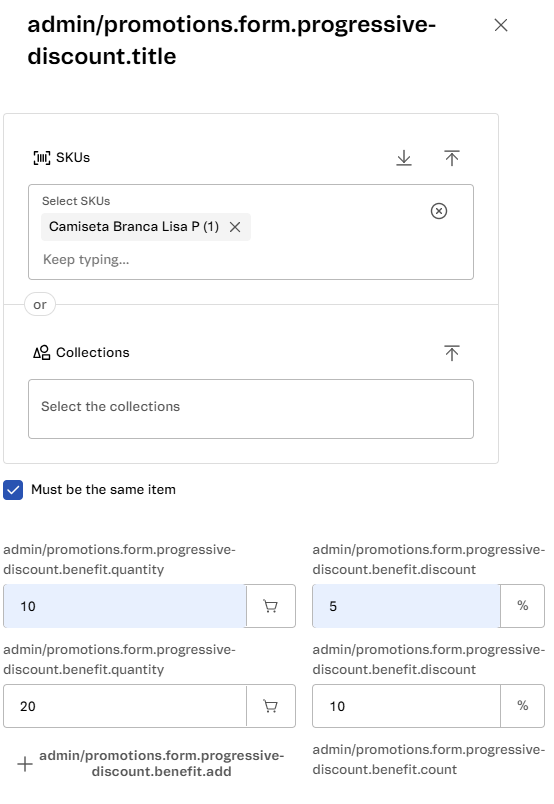 admin/promotions.form.progressive-
discount.title
SKUs
Select SKUs
Camiseta Branca Lisa P (1)
Keep typing...
or
Collections
Select the collections
Must be the same item
admin/promotions.form.progressive-
discount.benefit.quantity
admin/promotions.form.progressive-
discount.benefit.discount
10
5 %
admin/promotions.form.progressive-
discount.benefit.quantity
admin/promotions.form.progressive-
discount.benefit.discount
20
10 %
admin/promotions.form.progressive-
discount.benefit.add
admin/promotions.form.progressive-
discount.benefit.count